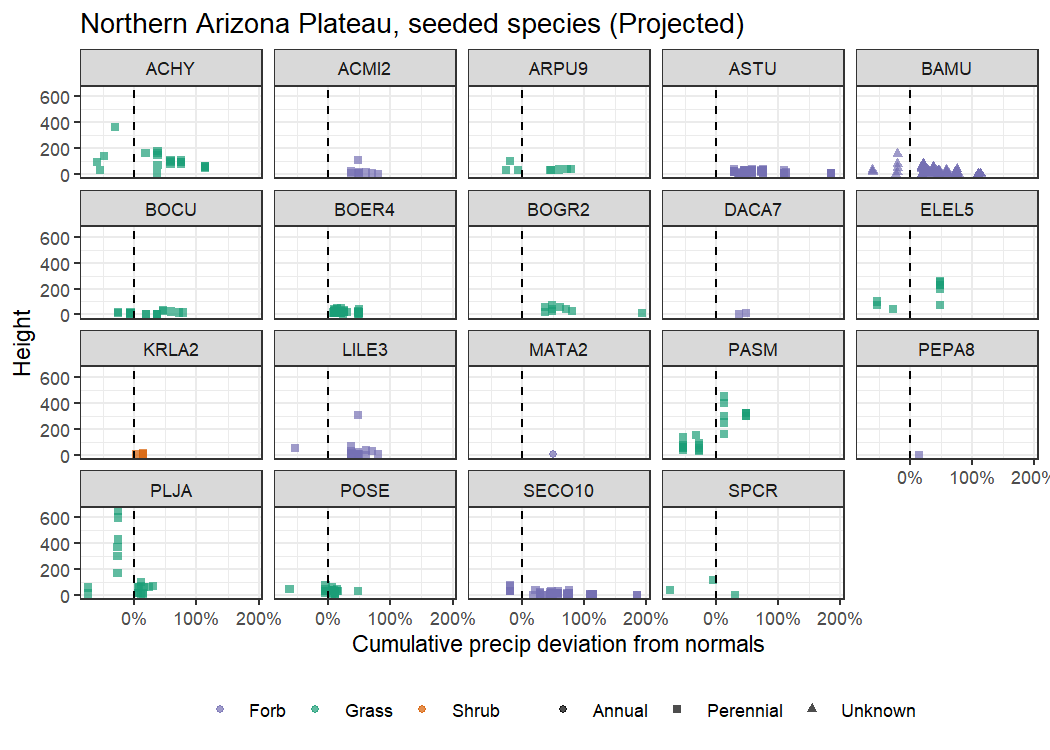 Northern Arizona Plateau, seeded species (Projected)
ACHY ACMI2 ARPU9 ASTU BAMU
600
400
200
0
BOCU BOER4 BOGR2 DACA7 ELEL5
600
400
200
0
KRLA2 LILE3 MATA2 PASM PEPA8
600
400
200
0
0% 100% 200%
PLJA POSE SECO10 SPCR
600
400
200
0
0% 100% 200% 0% 100% 200% 0% 100% 200% 0% 100% 200%
Height
Cumulative precip deviation from normals
Forb Grass Shrub Annual Perennial Unknown